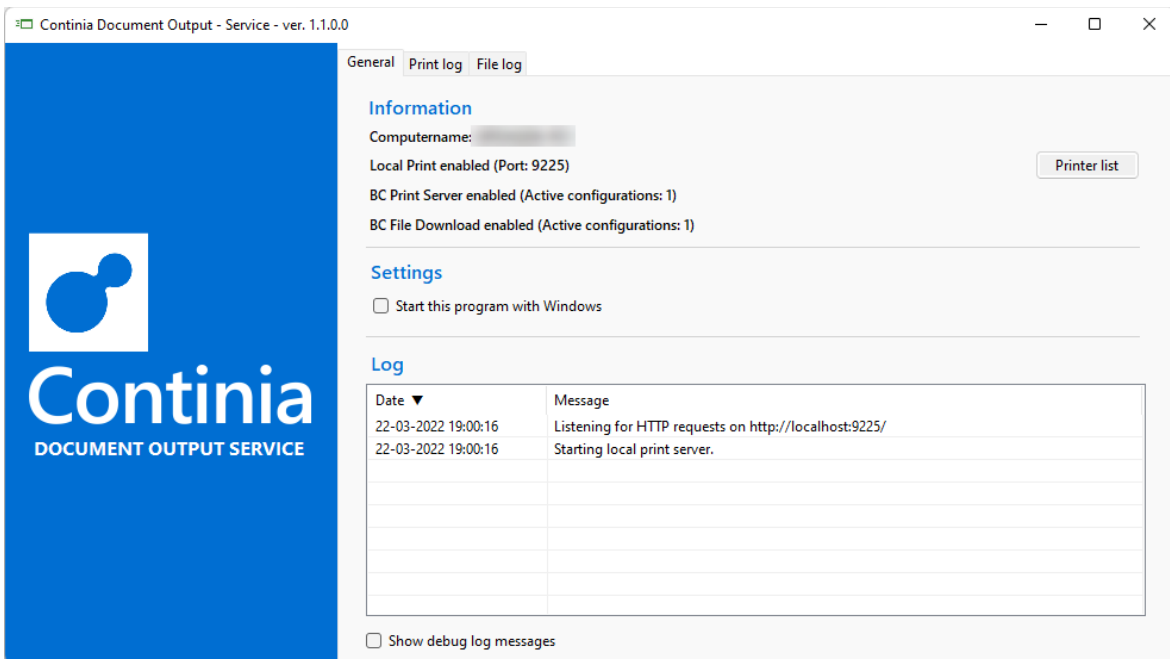 Continia Document Output - Service - ver. 1.1.0.0
General Print log File log
Information
Computername:
Local Print enabled (Port: 9225)
Printer list
BC Print Server enabled (Active configurations: 1)
BC File Download enabled (Active configurations: 1)
Settings
Start this program with Windows
Continia
DOCUMENT OUTPUT SERVICE
Log
Date ▼ Message
22-03-2022 19:00:16 Listening for HTTP requests on http://localhost:9225/
22-03-2022 19:00:16 Starting local print server.
Show debug log messages